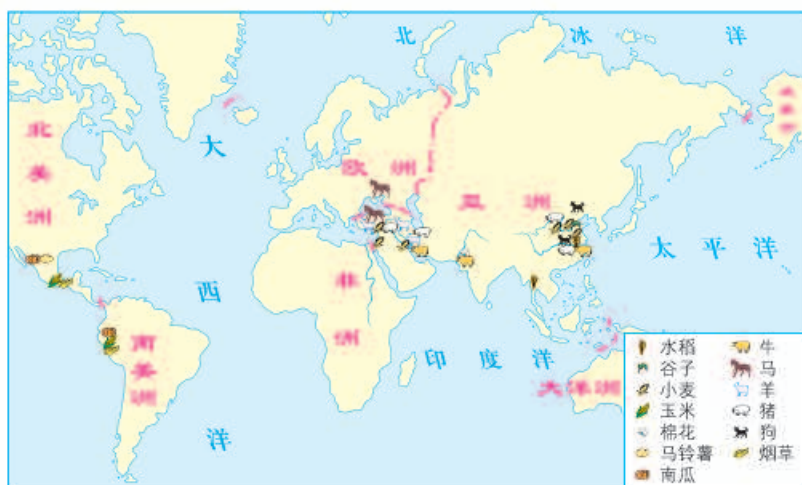 北 冰 洋
北美洲
大
欧洲
亚洲
太平洋
西
非洲
南美洲
印度洋
大洋洲
洋
水稻
牛
谷子
马
小麦
羊
玉米
猪
棉花
狗
马铃薯
烟草
南瓜